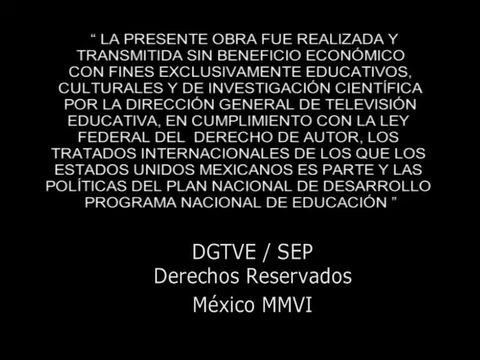 “ LA PRESENTE OBRA FUE REALIZADA Y
TRANSMITIDA SIN BENEFICIO ECONÓMICO
CON FINES EXCLUSIVAMENTE EDUCATIVOS,
CULTURALES Y DE INVESTIGACIÓN CIENTÍFICA
POR LA DIRECCIÓN GENERAL DE TELEVISIÓN
EDUCATIVA, EN CUMPLIMIENTO CON LA LEY
FEDERAL DEL DERECHO DE AUTOR, LOS
TRATADOS INTERNACIONALES DE LOS QUE LOS
ESTADOS UNIDOS MEXICANOS ES PARTE Y LAS
POLÍTICAS DEL PLAN NACIONAL DE DESARROLLO
PROGRAMA NACIONAL DE EDUCACIÓN ”
DGTVE / SEP
Derechos Reservados
México MMVI